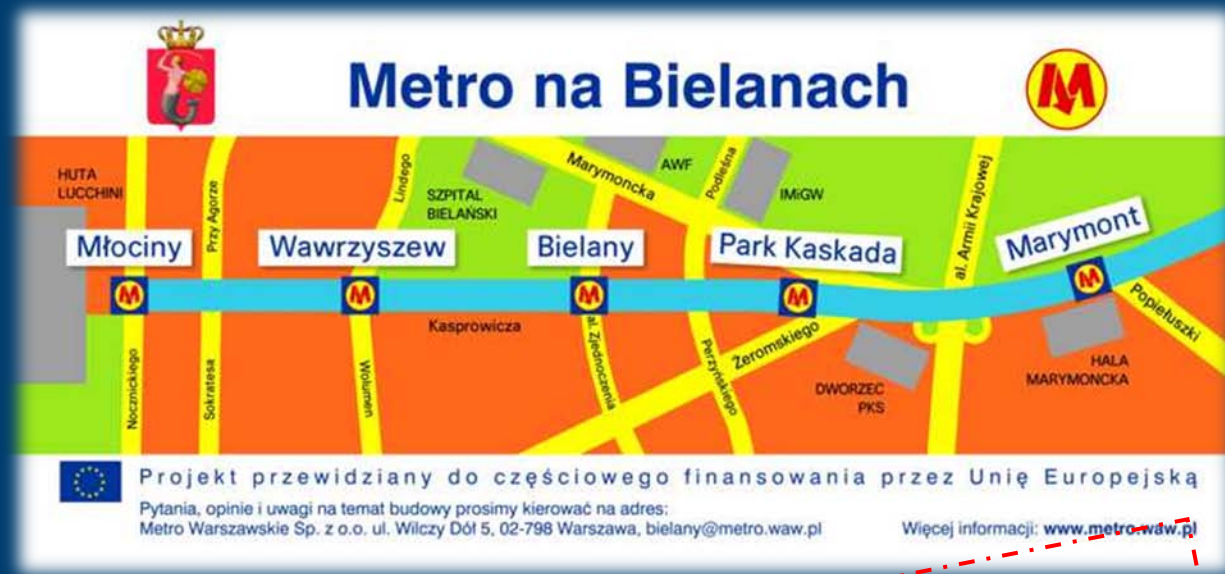 Metro na Bielanach
M
HUTA
LUCCHINI
Przy Agorze
Lindego
SZPITAL
BIELAŃSKI
Marymoncka
AWF
Podleśna
IMiGW
al. Armii Krajowej
Młociny
Wawrzyszew
Bielany
Park Kaskada
Marymont
M
M
M
M
M
Kasprowicza
Nocznickiego
Sokratesa
Wolumen
al. Zjednoczenia
Perzyńskiego
Żeromskiego
DWORZEC
PKS
Popiełuszki
HALA
MARYMONCKA
Projekt przewidziany do częściowego finansowania przez Unię Europejską
Pytania, opinie i uwagi na temat budowy prosimy kierować na adres:
Metro Warszawskie Sp. z o.o. ul. Wilczy Dół 5, 02-798 Warszawa, bielany@metro.waw.pl
Więcej informacji: www.metro.waw.pl